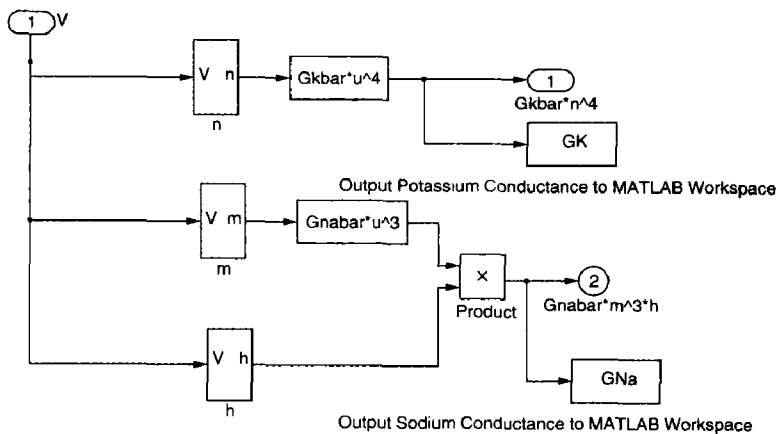 1 V
V n
n
Gkbar*u^4
1
Gkbar*n^4
GK
Output Potassium Conductance to MATLAB Workspace
V m
m
Gnabar*u^3
×
Product
2
Gnabar*m^3*h
V h
h
GNa
Output Sodium Conductance to MATLAB Workspace